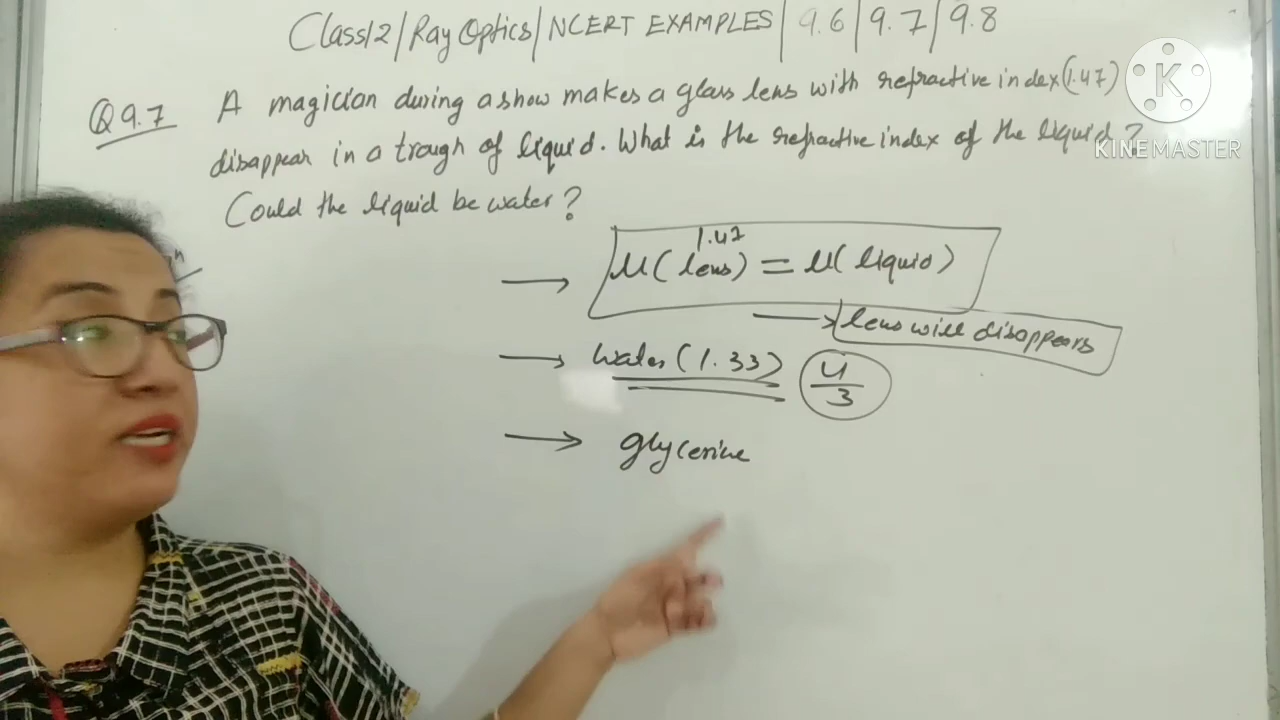 Class12/Ray Optics/NCERT EXAMPLES/9.6/9.7/9.8
K
KINEMASTER
Q 9.7 A magician during a show makes a glass lens with refractive index (1.47)
disappear in a trough of liquid. What is the refractive index of the liquid?
Could the liquid be water?
1.47
→ μ(lens) = μ(liquid)
→ lens will disappears
→ water (1.33) 4/3
→ glycerine